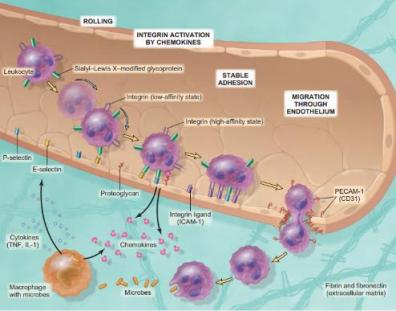 ROLLING
INTEGRIN ACTIVATION
BY CHEMOKINES
STABLE
ADHESION
MIGRATION
THROUGH
ENDOTHELIUM
Leukocyte
Sialyl–Lewis X–modified glycoprotein
Integrin (low-affinity state)
Integrin (high-affinity state)
P-selectin
E-selectin
Proteoglycan
Integrin ligand
(ICAM-1)
PECAM-1
(CD31)
Cytokines
(TNF, IL-1)
Chemokines
Macrophage
with microbes
Microbes
Fibrin and fibronectin
(extracellular matrix)